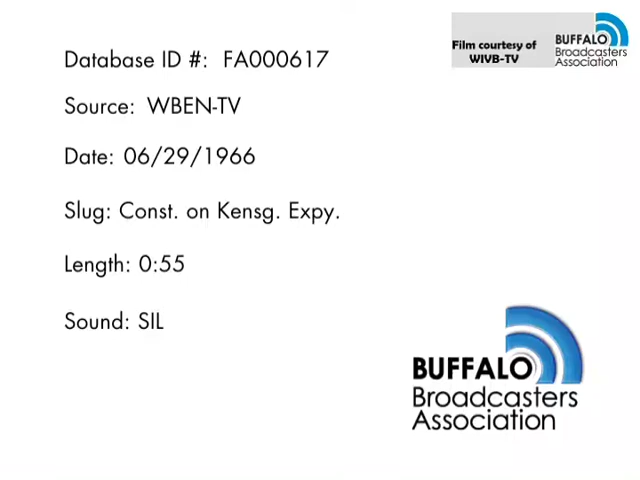 Film courtesy of
WIVB-TV
BUFFALO
Broadcasters
Association
Database ID #: FA000617
Source: WBEN-TV
Date: 06/29/1966
Slug: Const. on Kensg. Expy.
Length: 0:55
Sound: SIL
BUFFALO
Broadcasters
Association